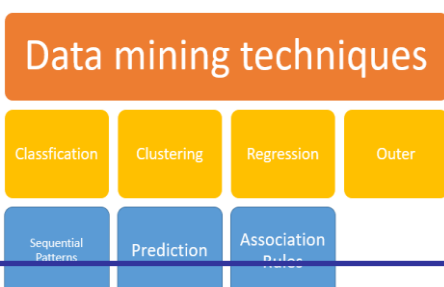 Data mining techniques
Classfication
Clustering
Regression
Outer
Sequential
Patterns
Prediction
Association
Rules